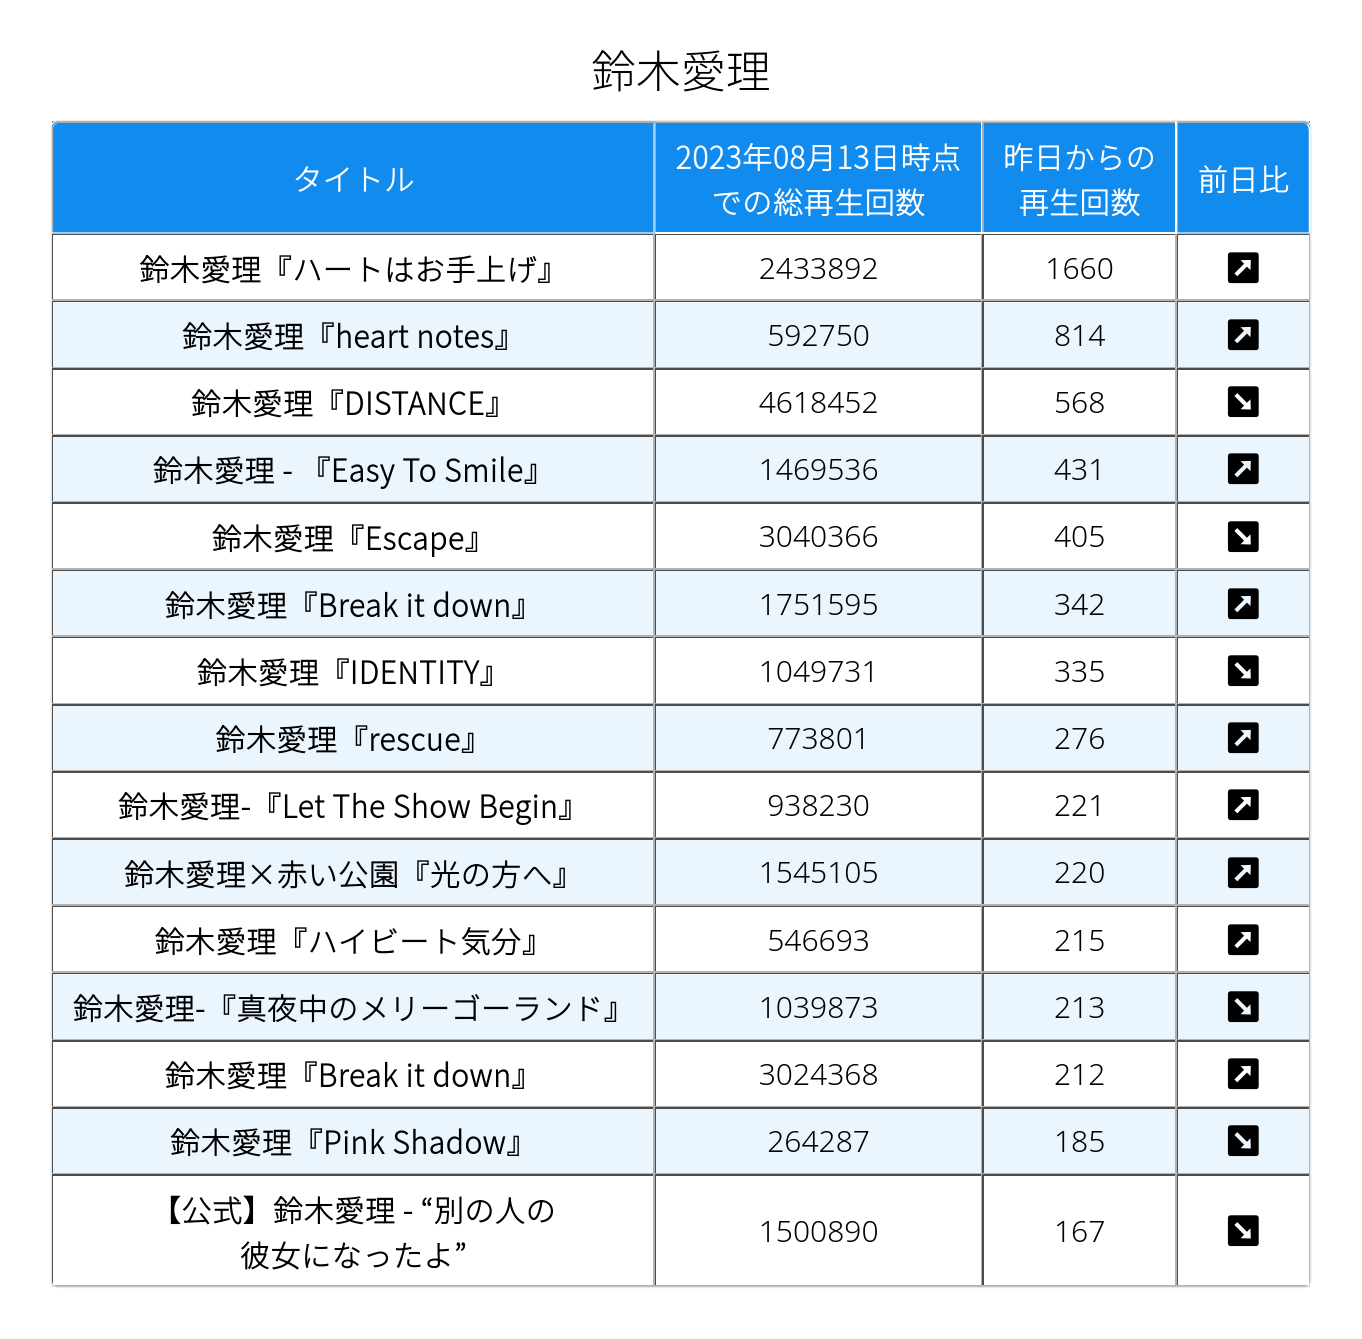 鈴木愛理
タイトル 2023年08月13日時点での総再生回数 昨日からの再生回数 前日比
鈴木愛理『ハートはお手上げ』 2433892 1660 ↗
鈴木愛理『heart notes』 592750 814 ↗
鈴木愛理『DISTANCE』 4618452 568 ↘
鈴木愛理 - 『Easy To Smile』 1469536 431 ↗
鈴木愛理『Escape』 3040366 405 ↘
鈴木愛理『Break it down』 1751595 342 ↗
鈴木愛理『IDENTITY』 1049731 335 ↘
鈴木愛理『rescue』 773801 276 ↗
鈴木愛理-『Let The Show Begin』 938230 221 ↗
鈴木愛理×赤い公園『光の方へ』 1545105 220 ↗
鈴木愛理『ハイビート気分』 546693 215 ↗
鈴木愛理-『真夜中のメリーゴーランド』 1039873 213 ↘
鈴木愛理『Break it down』 3024368 212 ↗
鈴木愛理『Pink Shadow』 264287 185 ↘
【公式】鈴木愛理 - “別の人の彼女になったよ” 1500890 167 ↘